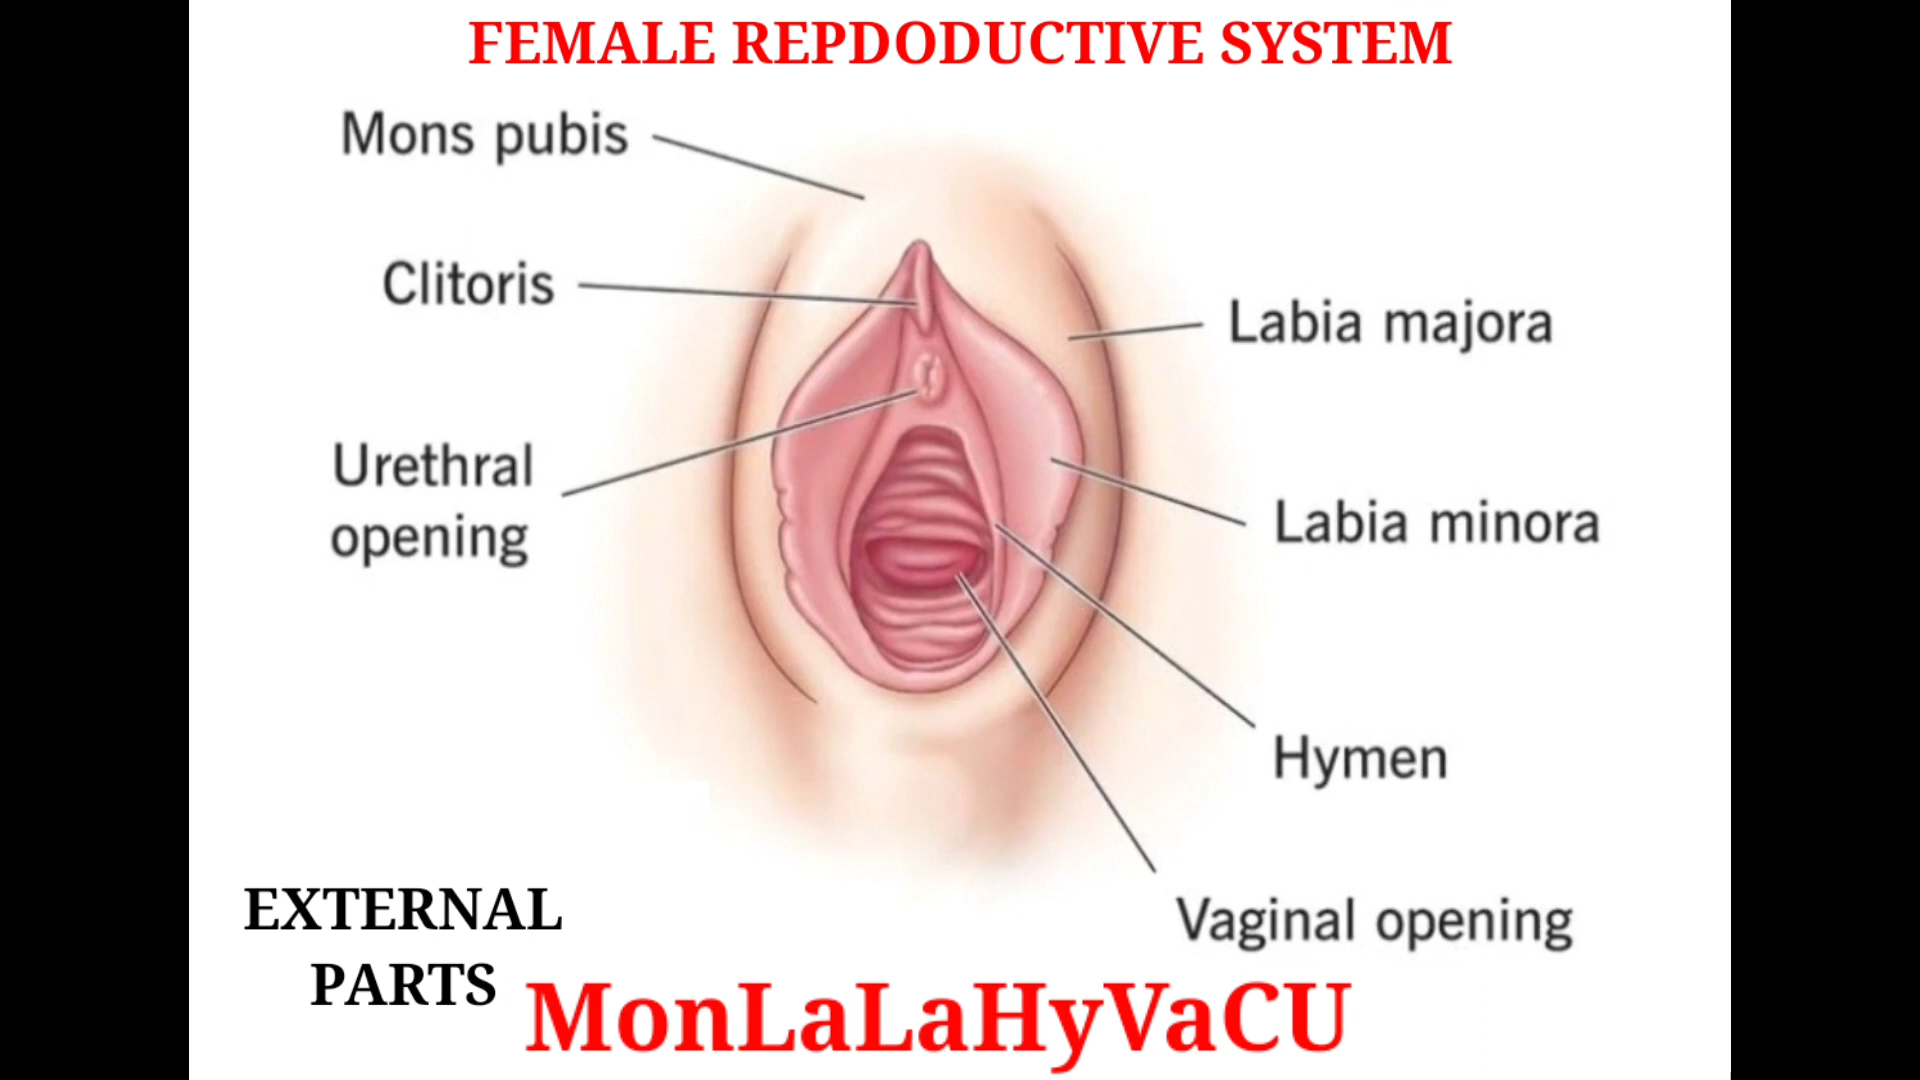 FEMALE REPDODUCTIVE SYSTEM
Mons pubis
Clitoris
Labia majora
Urethral
opening
Labia minora
Hymen
Vaginal opening
EXTERNAL
PARTS
MonLaLaHyVaCU